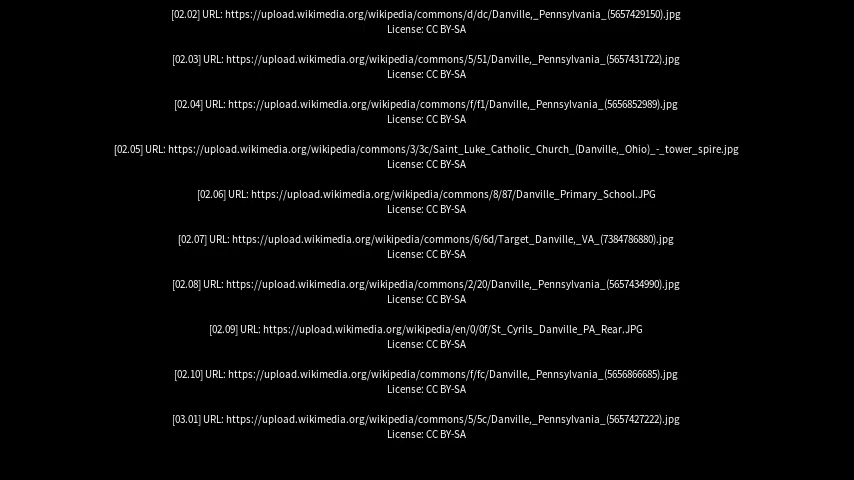 [02.02] URL: https://upload.wikimedia.org/wikipedia/commons/d/dc/Danville,_Pennsylvania_(5657429150).jpg
License: CC BY-SA
[02.03] URL: https://upload.wikimedia.org/wikipedia/commons/5/51/Danville,_Pennsylvania_(5657431722).jpg
License: CC BY-SA
[02.04] URL: https://upload.wikimedia.org/wikipedia/commons/f/f1/Danville,_Pennsylvania_(5656852989).jpg
License: CC BY-SA
[02.05] URL: https://upload.wikimedia.org/wikipedia/commons/3/3c/Saint_Luke_Catholic_Church_(Danville,_Ohio)_-_tower_spire.jpg
License: CC BY-SA
[02.06] URL: https://upload.wikimedia.org/wikipedia/commons/8/87/Danville_Primary_School.JPG
License: CC BY-SA
[02.07] URL: https://upload.wikimedia.org/wikipedia/commons/6/6d/Target_Danville,_VA_(7384786880).jpg
License: CC BY-SA
[02.08] URL: https://upload.wikimedia.org/wikipedia/commons/2/20/Danville,_Pennsylvania_(5657434990).jpg
License: CC BY-SA
[02.09] URL: https://upload.wikimedia.org/wikipedia/en/0/0f/St_Cyrils_Danville_PA_Rear.JPG
License: CC BY-SA
[02.10] URL: https://upload.wikimedia.org/wikipedia/commons/f/fc/Danville,_Pennsylvania_(5656866685).jpg
License: CC BY-SA
[03.01] URL: https://upload.wikimedia.org/wikipedia/commons/5/5c/Danville,_Pennsylvania_(5657427222).jpg
License: CC BY-SA